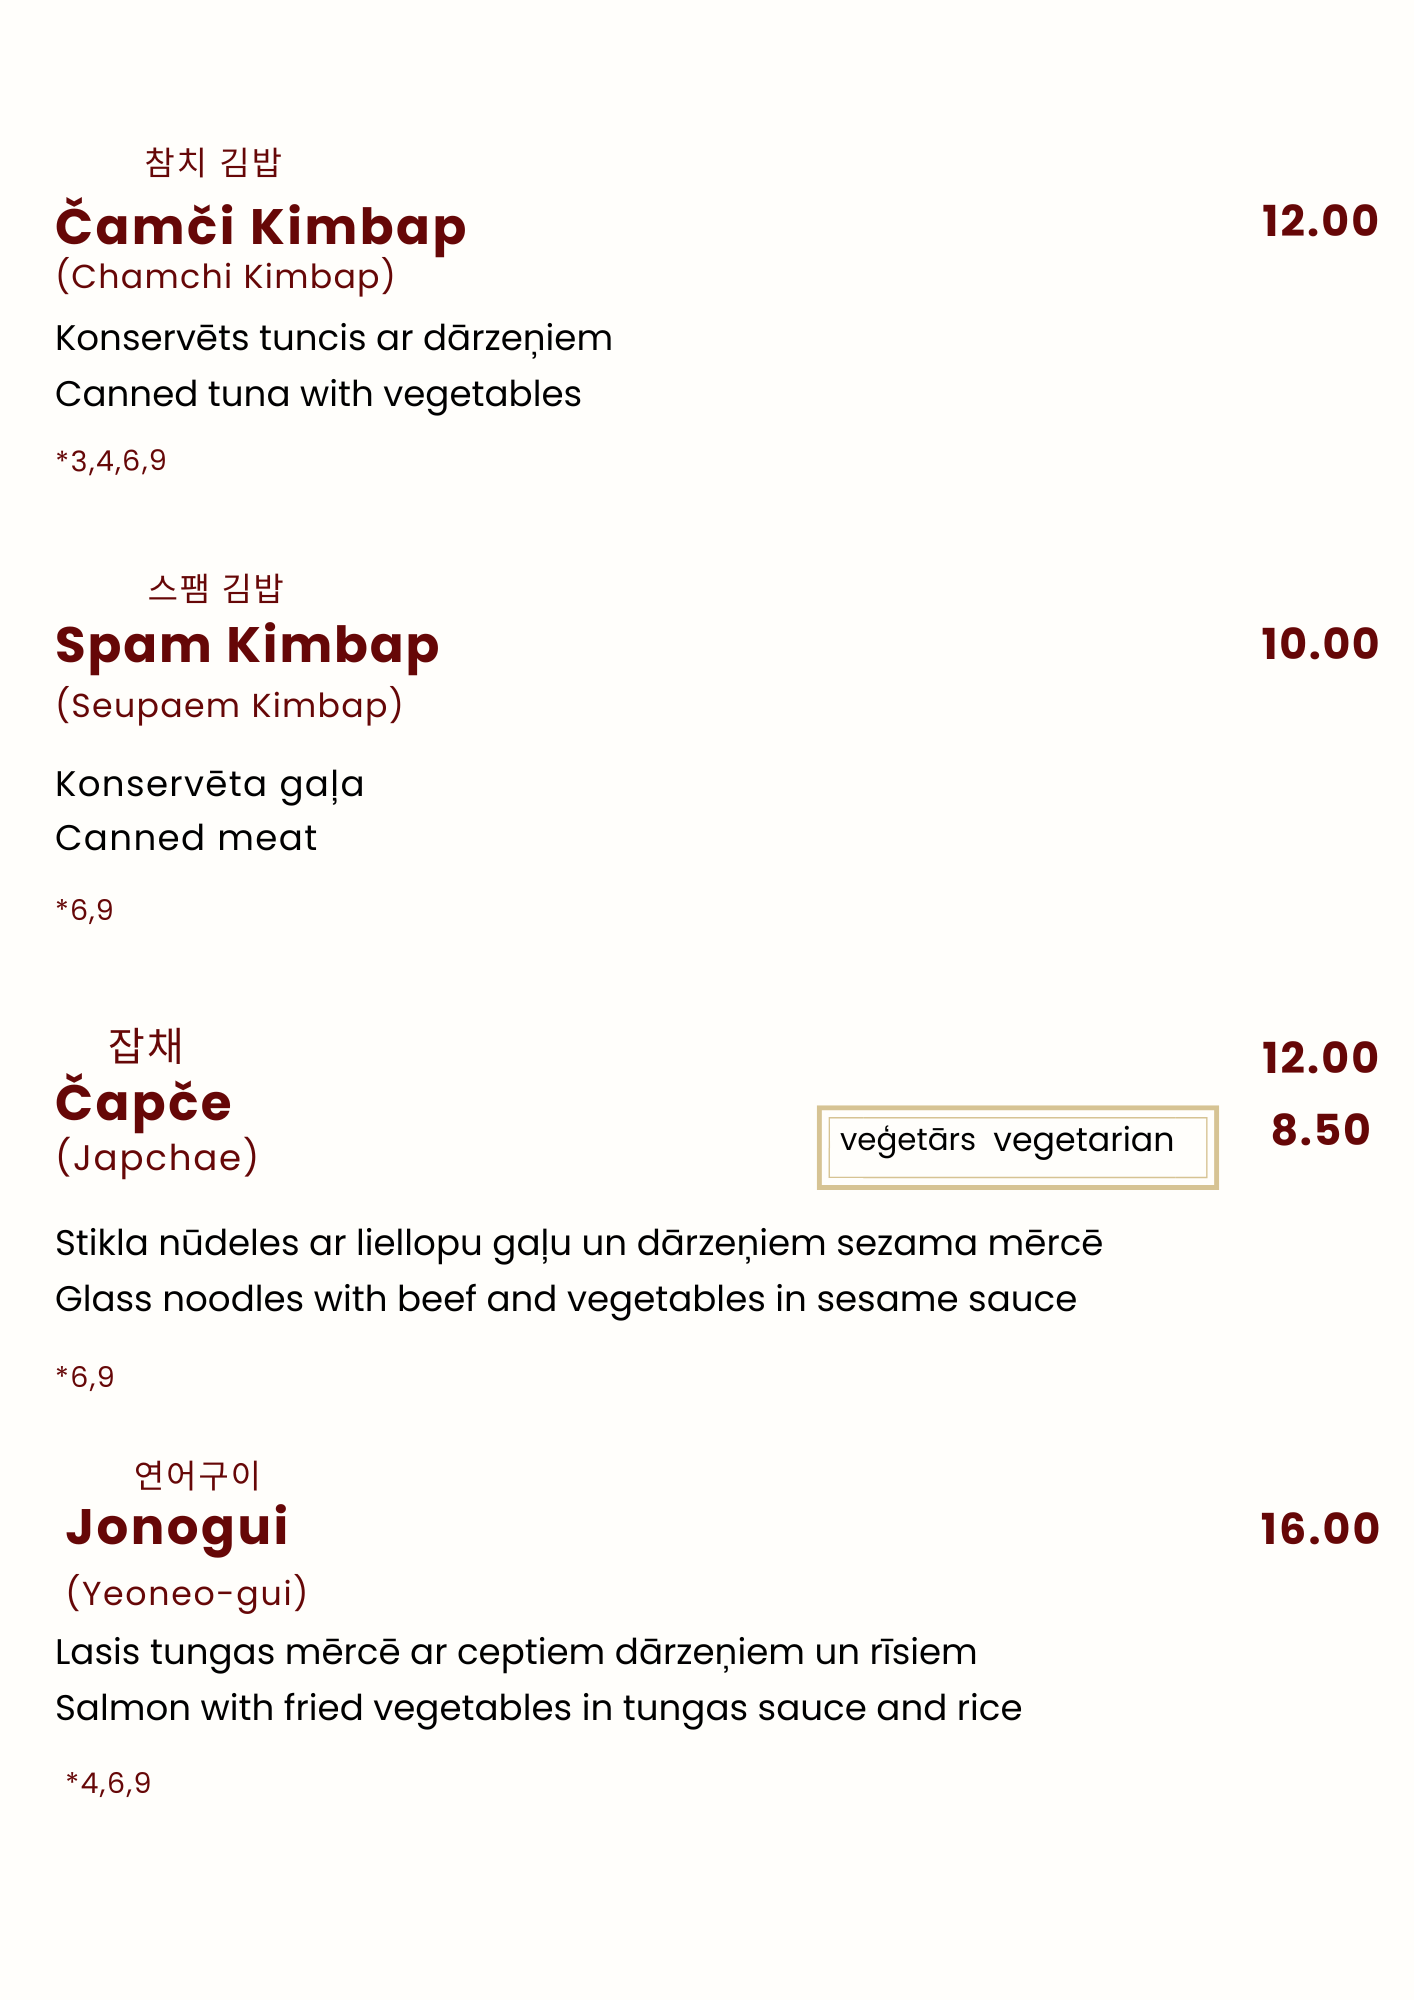 참치 김밥
Čamči Kimbap 12.00
(Chamchi Kimbap)
Konservēts tuncis ar dārzeņiem
Canned tuna with vegetables
*3,4,6,9
스팸 김밥
Spam Kimbap 10.00
(Seupaem Kimbap)
Konservēta gaļa
Canned meat
*6,9
잡채
Čapče 12.00
(Japchae) veģetārs vegetarian 8.50
Stikla nūdeles ar liellopu gaļu un dārzeņiem sezama mērcē
Glass noodles with beef and vegetables in sesame sauce
*6,9
연어구이
Jonogui 16.00
(Yeoneo-gui)
Lasis tungas mērcē ar ceptiem dārzeņiem un rīsiem
Salmon with fried vegetables in tungas sauce and rice
*4,6,9